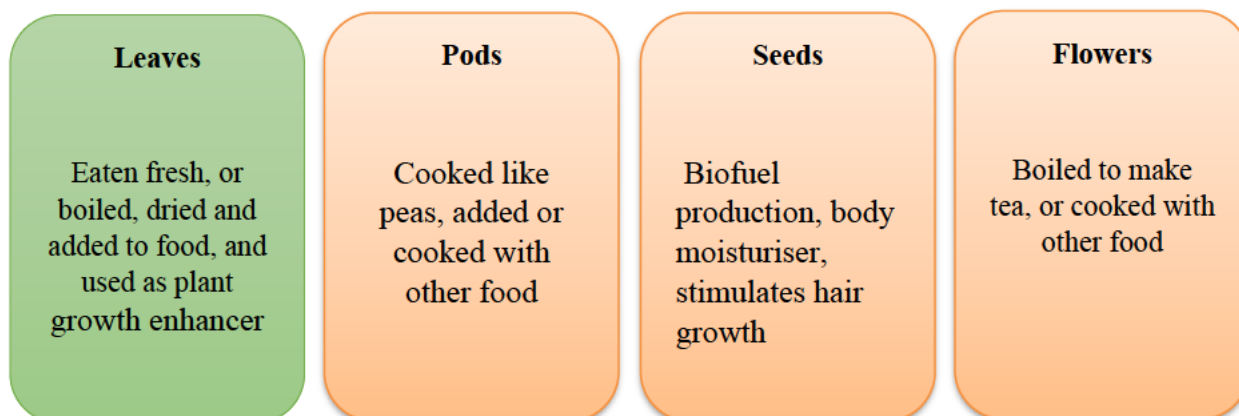 Leaves
Eaten fresh, or
boiled, dried and
added to food, and
used as plant
growth enhancer
Pods
Cooked like
peas, added or
cooked with
other food
Seeds
Biofuel
production, body
moisturiser,
stimulates hair
growth
Flowers
Boiled to make
tea, or cooked with
other food